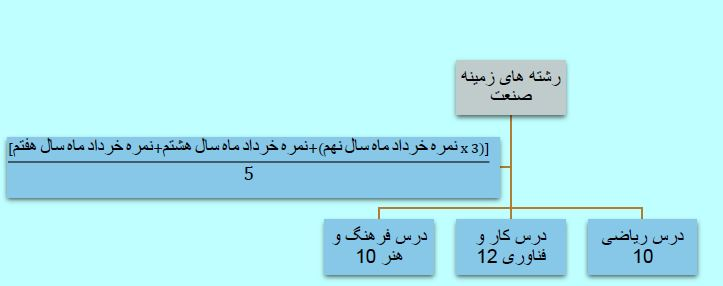 رشته های زمینه
صنعت
[(3 x نمره خرداد ماه سال نهم)+نمره خرداد ماه سال هشتم+نمره خرداد ماه سال هفتم]
5
درس ریاضی
10
درس کار و
فناوری 12
درس فرهنگ و
هنر 10